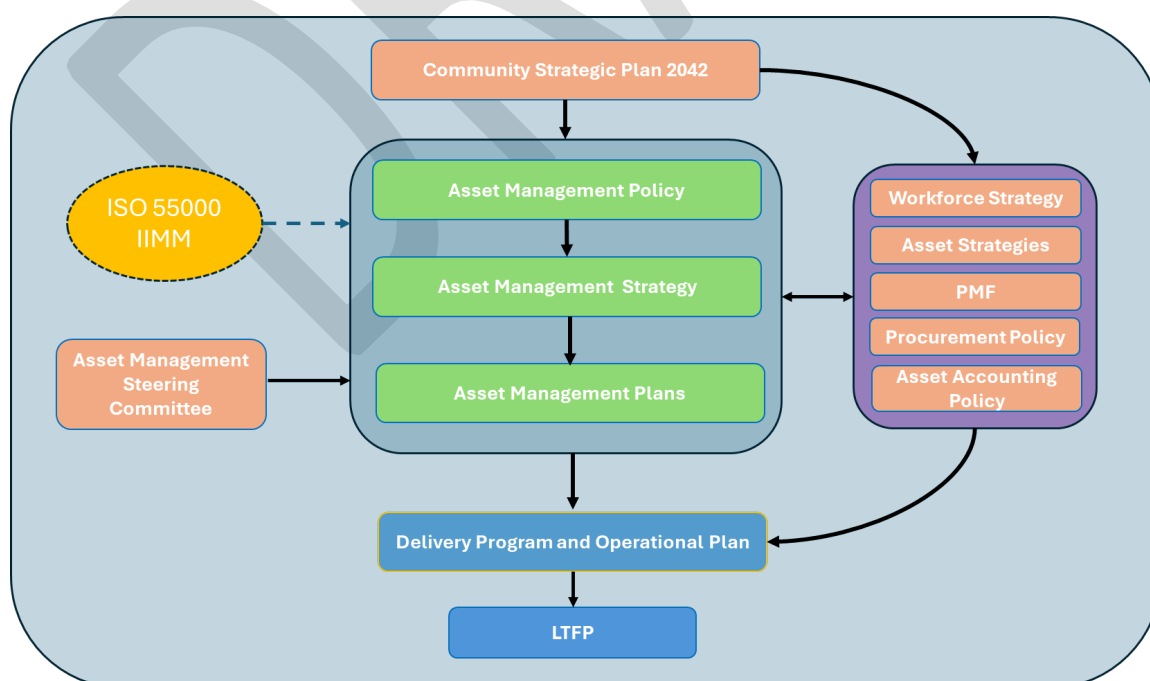 Community Strategic Plan 2042
ISO 55000
IIMM
Asset Management Steering
Committee
Asset Management Policy
Asset Management Strategy
Asset Management Plans
Workforce Strategy
Asset Strategies
PMF
Procurement Policy
Asset Accounting
Policy
Delivery Program and Operational Plan
LTFP